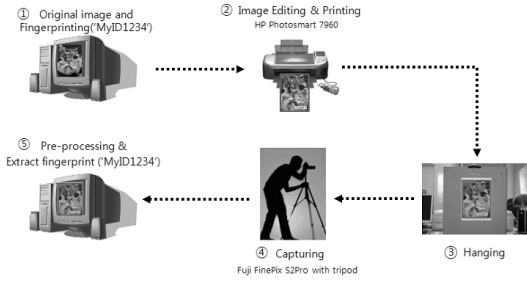 ① Original image and
Fingerprinting('MyID1234')
② Image Editing & Printing
HP Photosmart 7960
③ Hanging
④ Capturing
Fuji FinePix S2Pro with tripod
⑤ Pre-processing &
Extract fingerprint ('MyID1234')